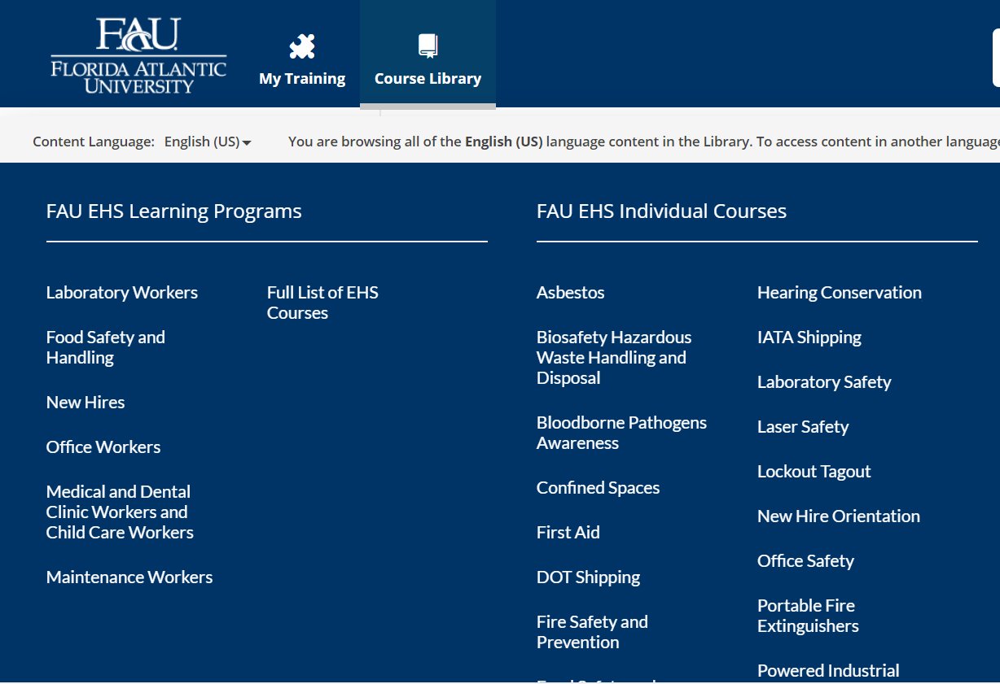 FAU
FLORIDA ATLANTIC
UNIVERSITY
My Training
Course Library
Content Language: English (US)
You are browsing all of the English (US) language content in the Library. To access content in another language
FAU EHS Learning Programs
Laboratory Workers
Food Safety and
Handling
New Hires
Office Workers
Medical and Dental
Clinic Workers and
Child Care Workers
Maintenance Workers
Full List of EHS
Courses
FAU EHS Individual Courses
Asbestos
Biosafety Hazardous
Waste Handling and
Disposal
Bloodborne Pathogens
Awareness
Confined Spaces
First Aid
DOT Shipping
Fire Safety and
Prevention
Hearing Conservation
IATA Shipping
Laboratory Safety
Laser Safety
Lockout Tagout
New Hire Orientation
Office Safety
Portable Fire
Extinguishers
Powered Industrial